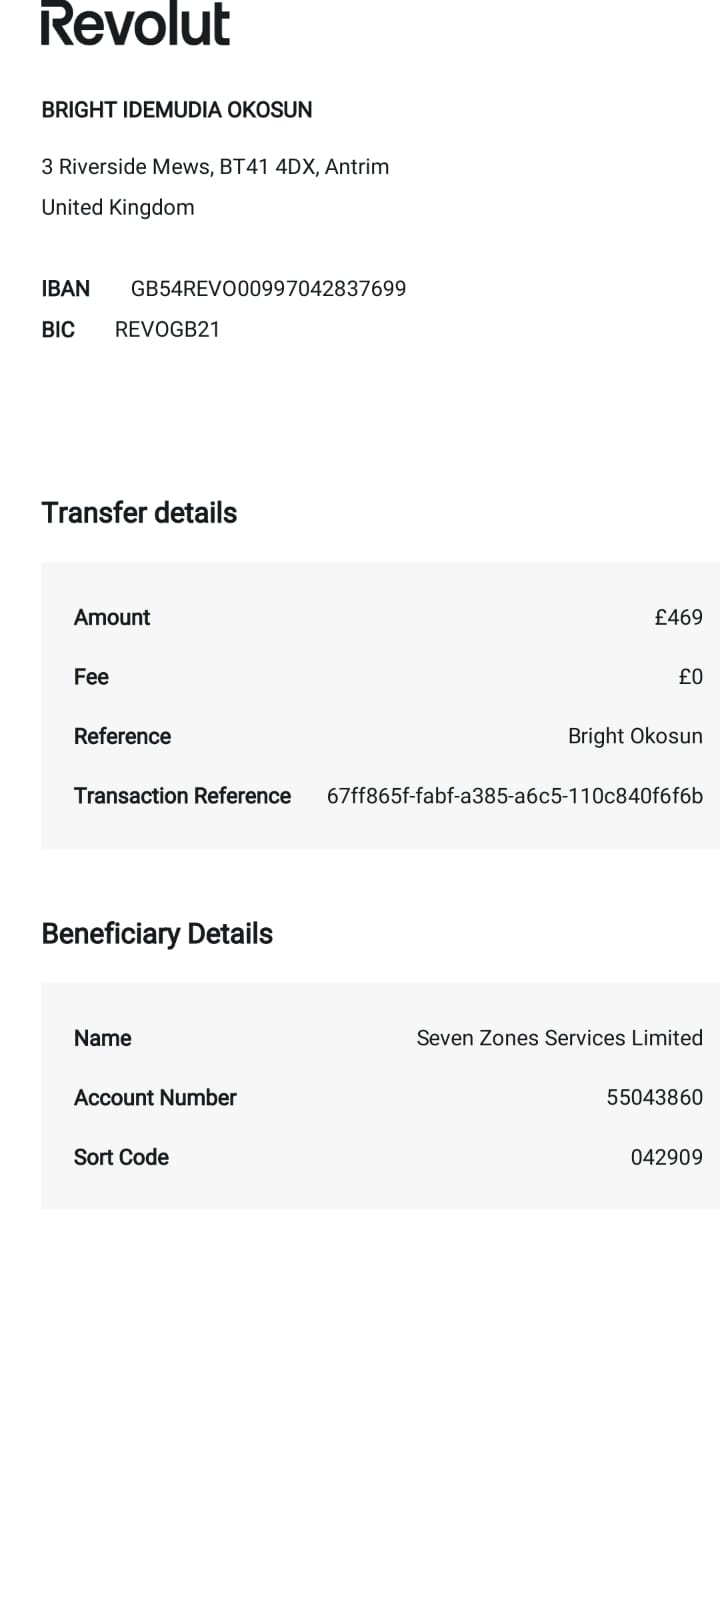 Revolut
BRIGHT IDEMUDIA OKOSUN
3 Riverside Mews, BT41 4DX, Antrim
United Kingdom
IBAN GB54REVO00997042837699
BIC REVOGB21
Transfer details
Amount £469
Fee £0
Reference Bright Okosun
Transaction Reference 67ff865f-fabf-a385-a6c5-110c840f6f6b
Beneficiary Details
Name Seven Zones Services Limited
Account Number 55043860
Sort Code 042909